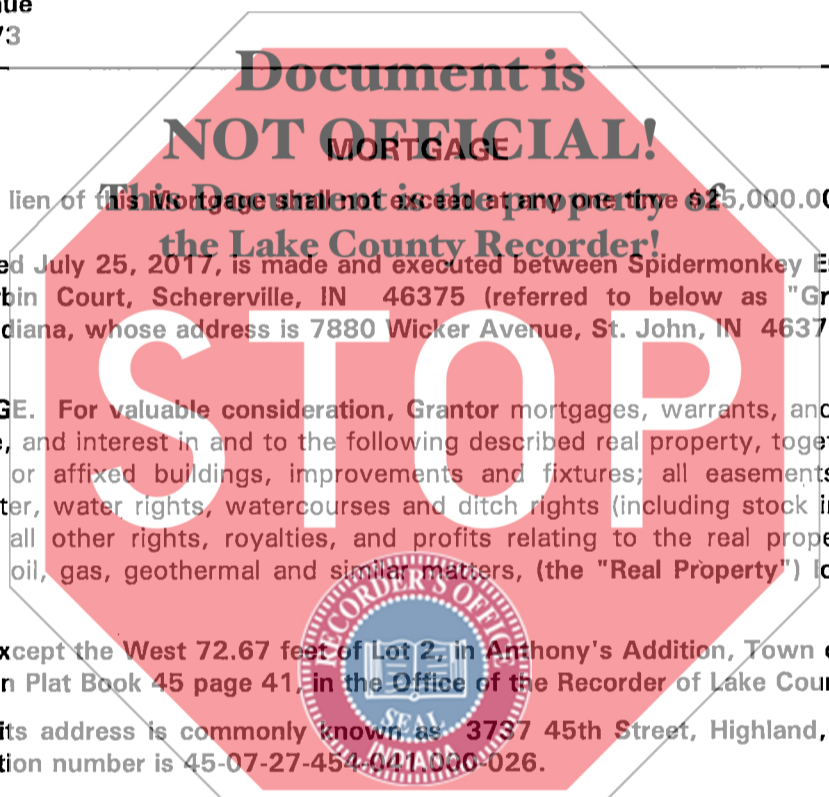 nue
73
Document is
NOT OFFICIAL!
MORTGAGE
This Document is the property of
lien of this Mortgage shall not exceed at any one time $25,000.00
the Lake County Recorder!
ed July 25, 2017, is made and executed between Spidermonkey
bin Court, Schererville, IN 46375 (referred to below as "Gr
diana, whose address is 7880 Wicker Avenue, St. John, IN 4637
STOP
GE. For valuable consideration, Grantor mortgages, warrants, and
, and interest in and to the following described real property, toge
or affixed buildings, improvements and fixtures; all easements
ter, water rights, watercourses and ditch rights (including stock i
all other rights, royalties, and profits relating to the real prope
oil, gas, geothermal and similar matters, (the "Real Property") lo
RECORDER'S OFFICE
SEAL
INDIANA
xcept the West 72.67 feet of Lot 2, in Anthony's Addition, Town
n Plat Book 45 page 41, in the Office of the Recorder of Lake Cou
its address is commonly known as 3737 45th Street, Highland,
tion number is 45-07-27-454-041.000-026.